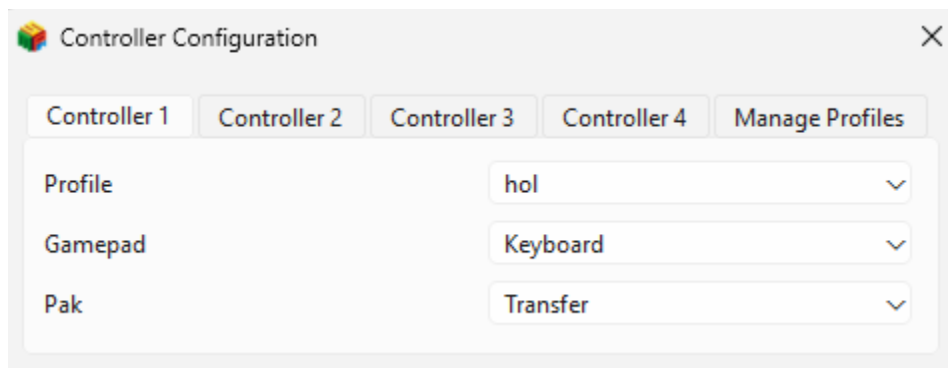 Controller Configuration
Controller 1 Controller 2 Controller 3 Controller 4 Manage Profiles
Profile hol
Gamepad Keyboard
Pak Transfer